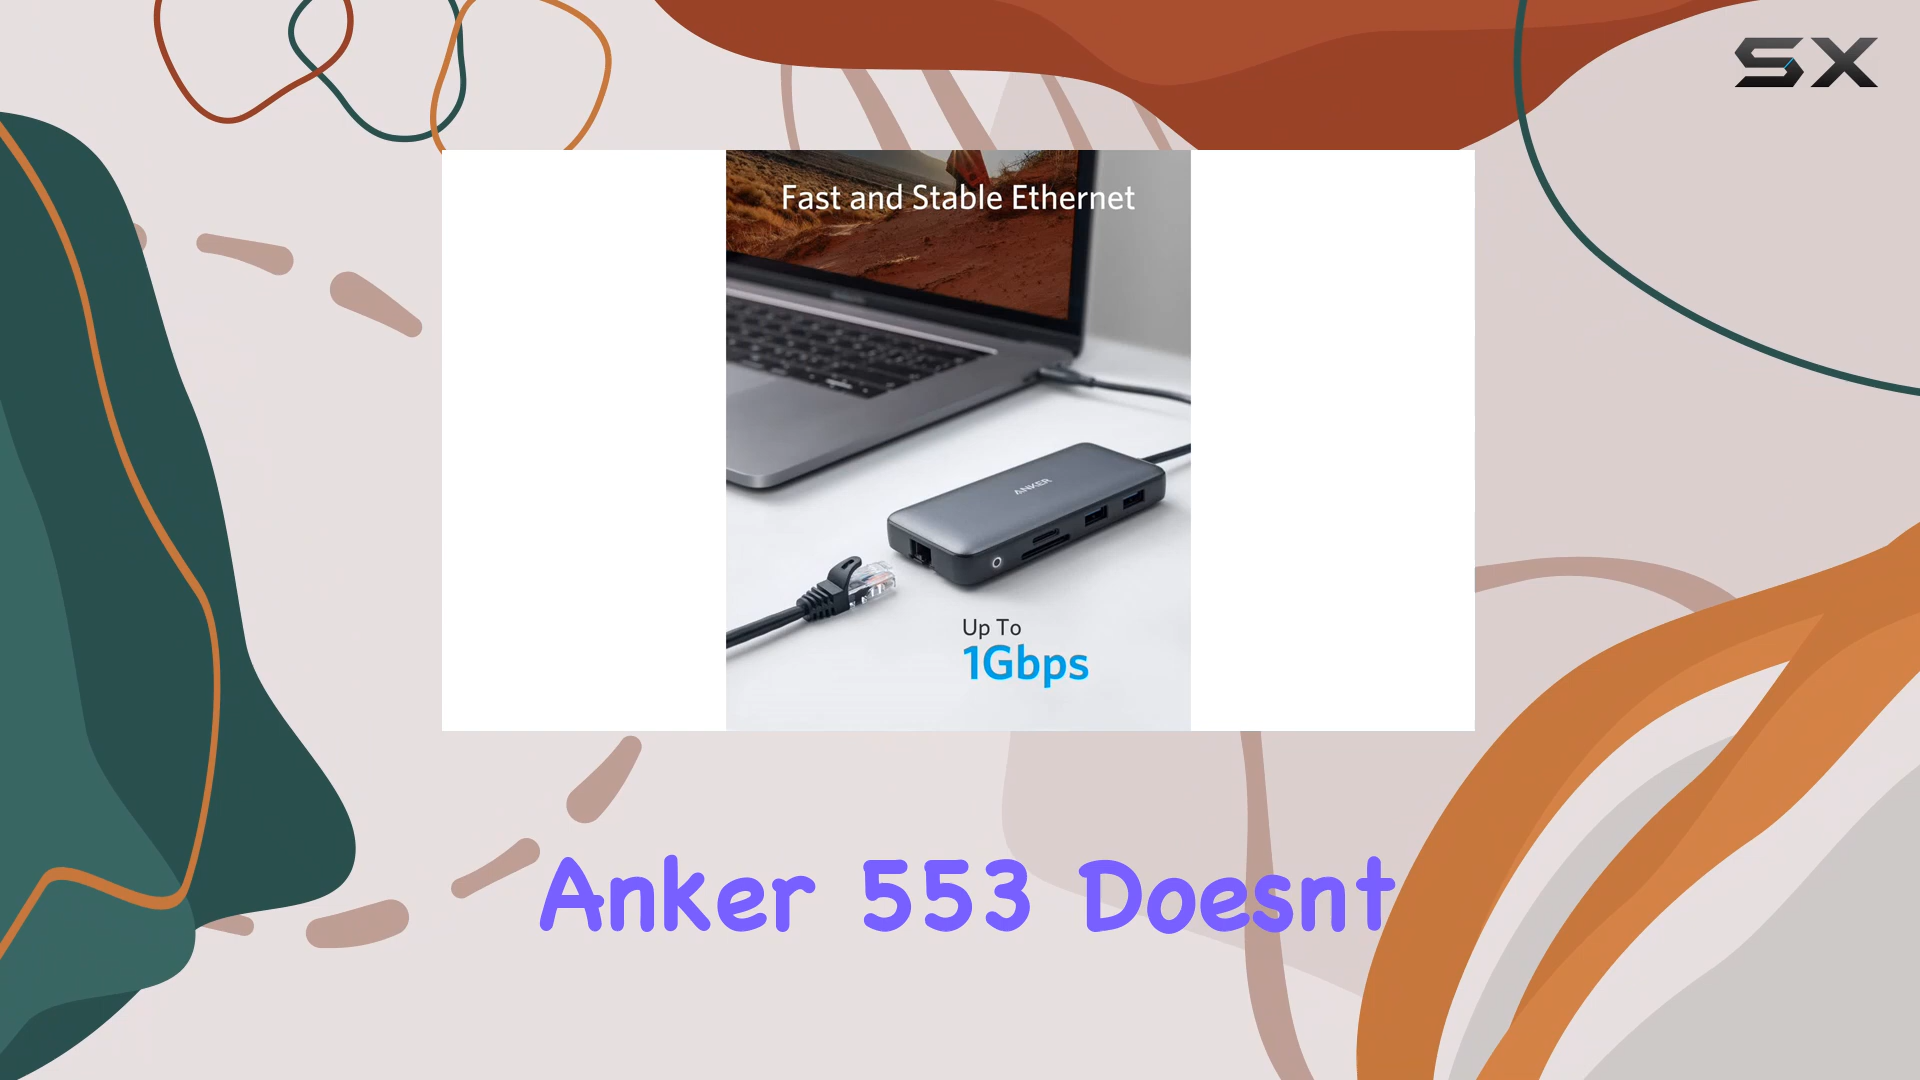 SX
Fast and Stable Ethernet
ANKER
Up To
1Gbps
Anker 553 Doesnt